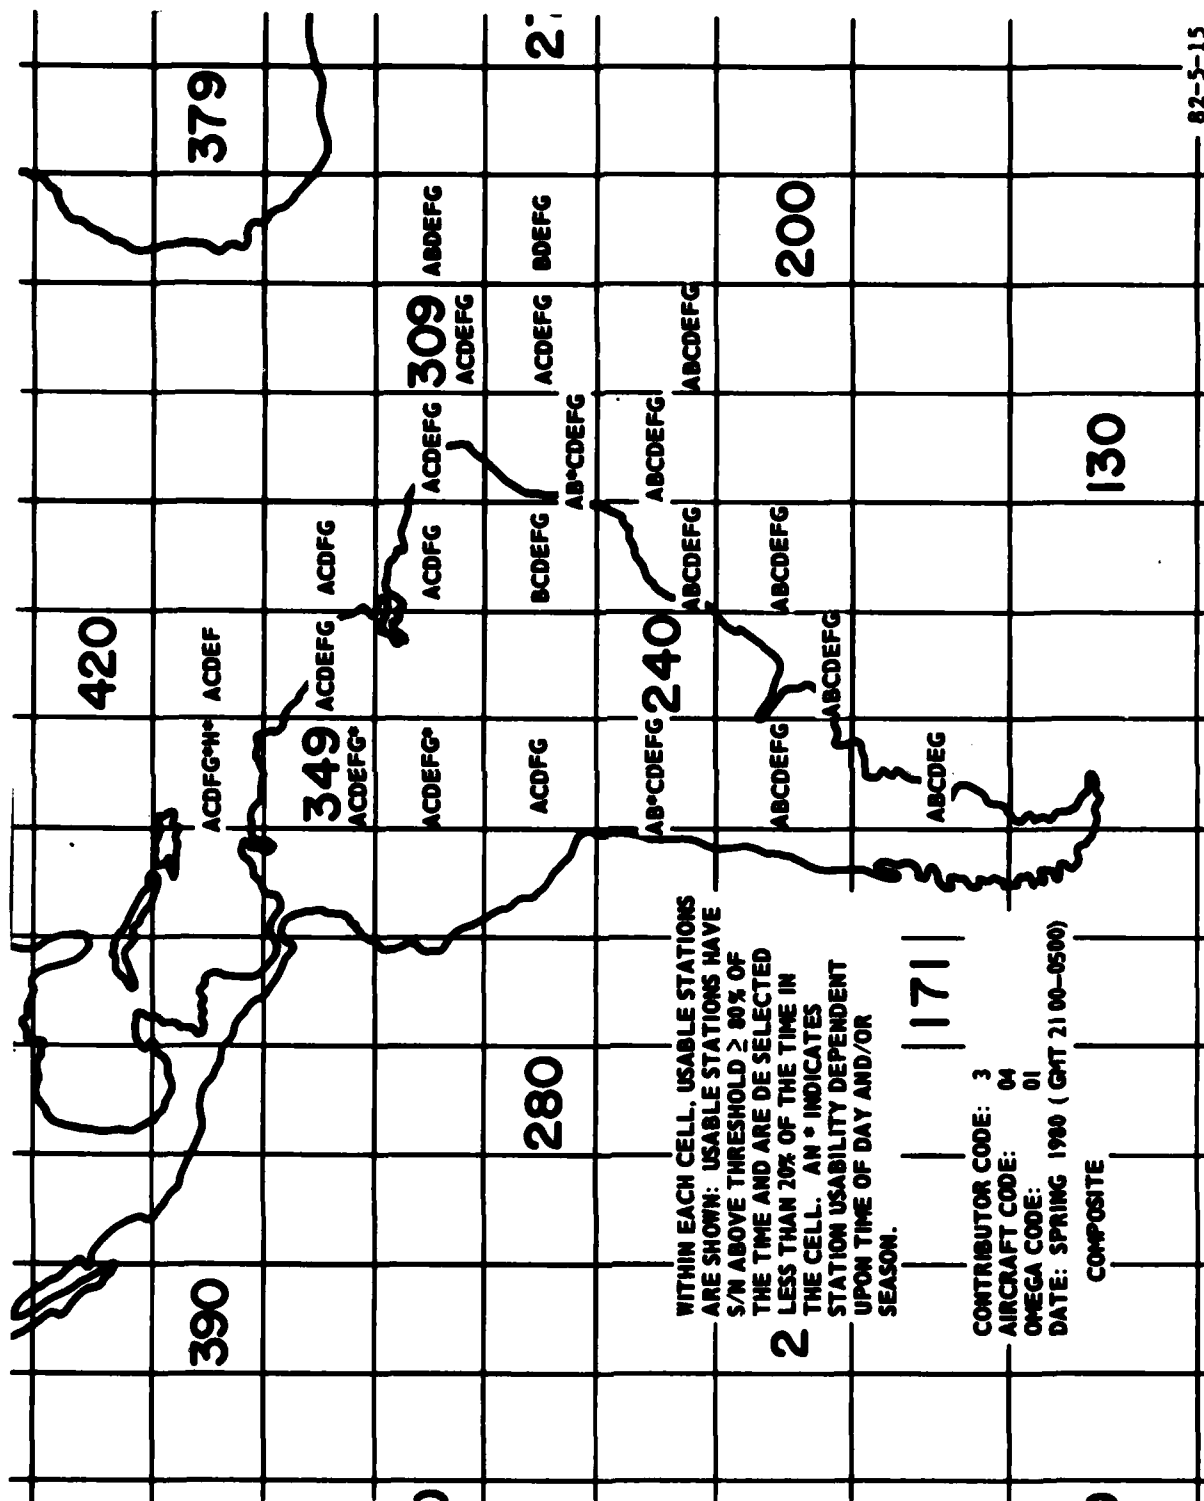 420
390 ACDFG*H* ACDEF 379
349 ACDEFG ACDFG
ACDEFG*
ACDEFG* ACDFG ACDEFG 309 ABDEFG
ACDEFG
280 ACDFG BCDEFG ACDEFG BDEFG 2
AB*CDEFG
AB*CDEFG 240 ABCDEFG
ABCDEFG ABCDEFG
ABCDEFG ABCDEFG 200
ABCDEFG
ABCDEG
WITHIN EACH CELL, USABLE STATIONS
ARE SHOWN: USABLE STATIONS HAVE
S/N ABOVE THRESHOLD ≥ 80% OF
THE TIME AND ARE DE SELECTED
LESS THAN 20% OF THE TIME IN
THE CELL. AN * INDICATES
STATION USABILITY DEPENDENT
UPON TIME OF DAY AND/OR
SEASON.
2
171
CONTRIBUTOR CODE: 3
AIRCRAFT CODE: 04
OMEGA CODE: 01
DATE: SPRING 1980 (GMT 2100-0500)
COMPOSITE
130
82-5-15